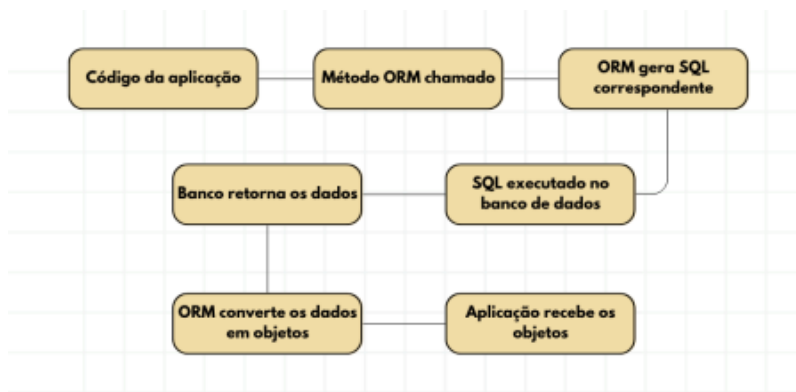 Código da aplicação
Método ORM chamado
ORM gera SQL
correspondente
SQL executado no
banco de dados
Banco retorna os dados
ORM converte os dados
em objetos
Aplicação recebe os
objetos